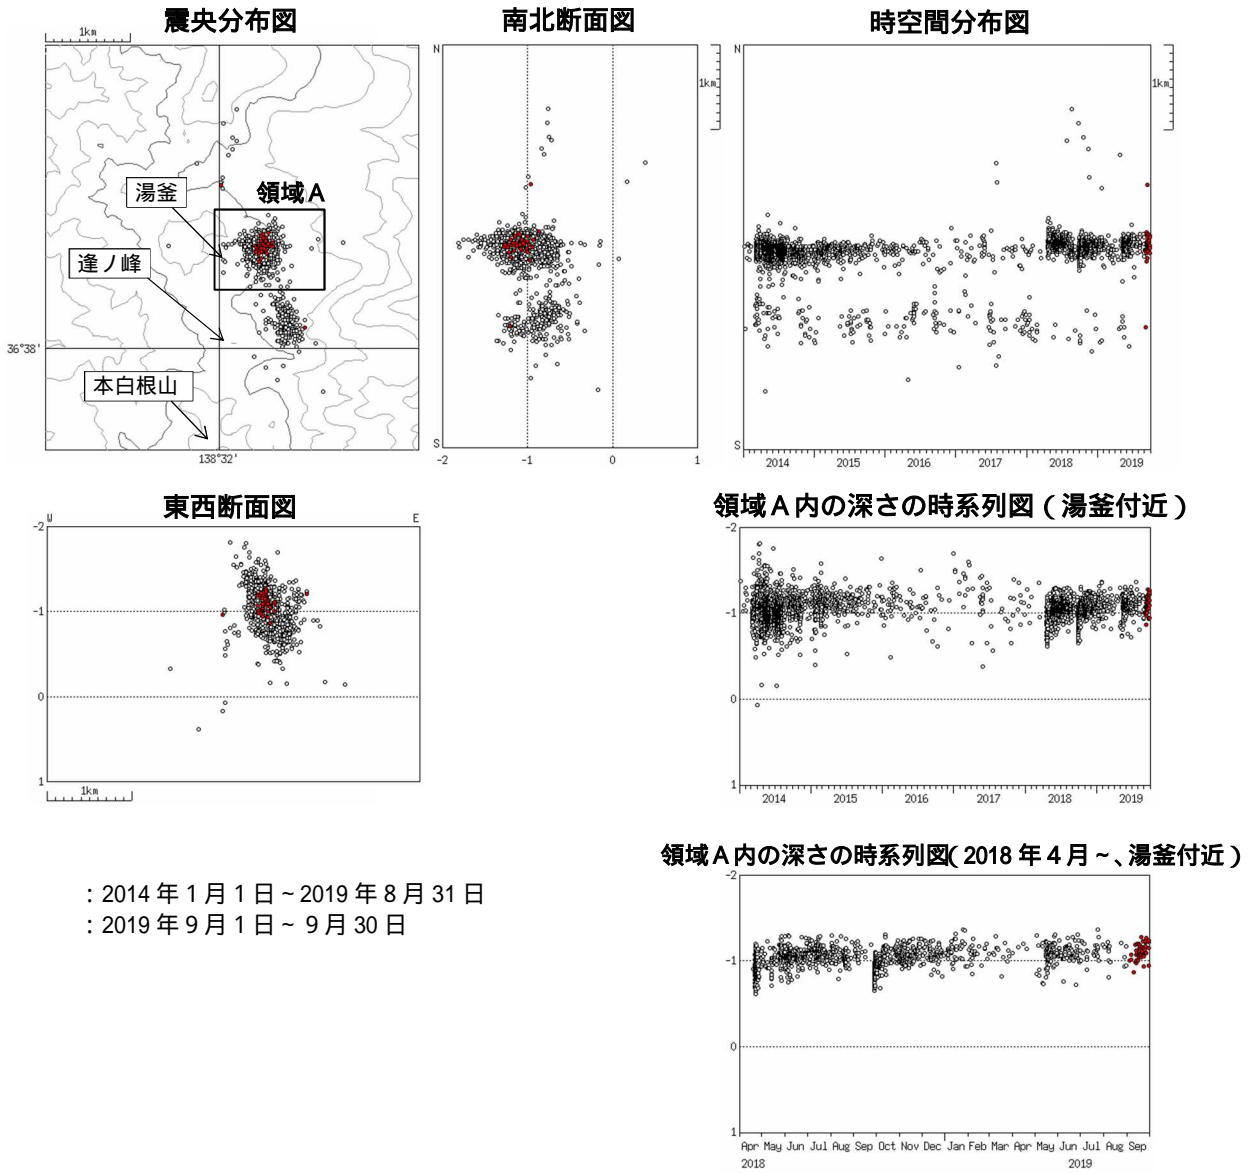 震央分布図
1km
湯釜
領域A
逢ノ峰
36°38'
本白根山
138°32'
南北断面図
N
S
-2 -1 0 1
1km
時空間分布図
N
S
1km
2014 2015 2016 2017 2018 2019
東西断面図
W E
-2
-1
0
1
1km
領域A内の深さの時系列図(湯釜付近)
-2
-1
0
1
2014 2015 2016 2017 2018 2019
領域A内の深さの時系列図(2018年4月~、湯釜付近)
-2
-1
0
1
Apr May Jun Jul Aug Sep Oct Nov Dec Jan Feb Mar Apr May Jun Jul Aug Sep
2018 2019
:2014年1月1日~2019年8月31日
:2019年9月1日~9月30日